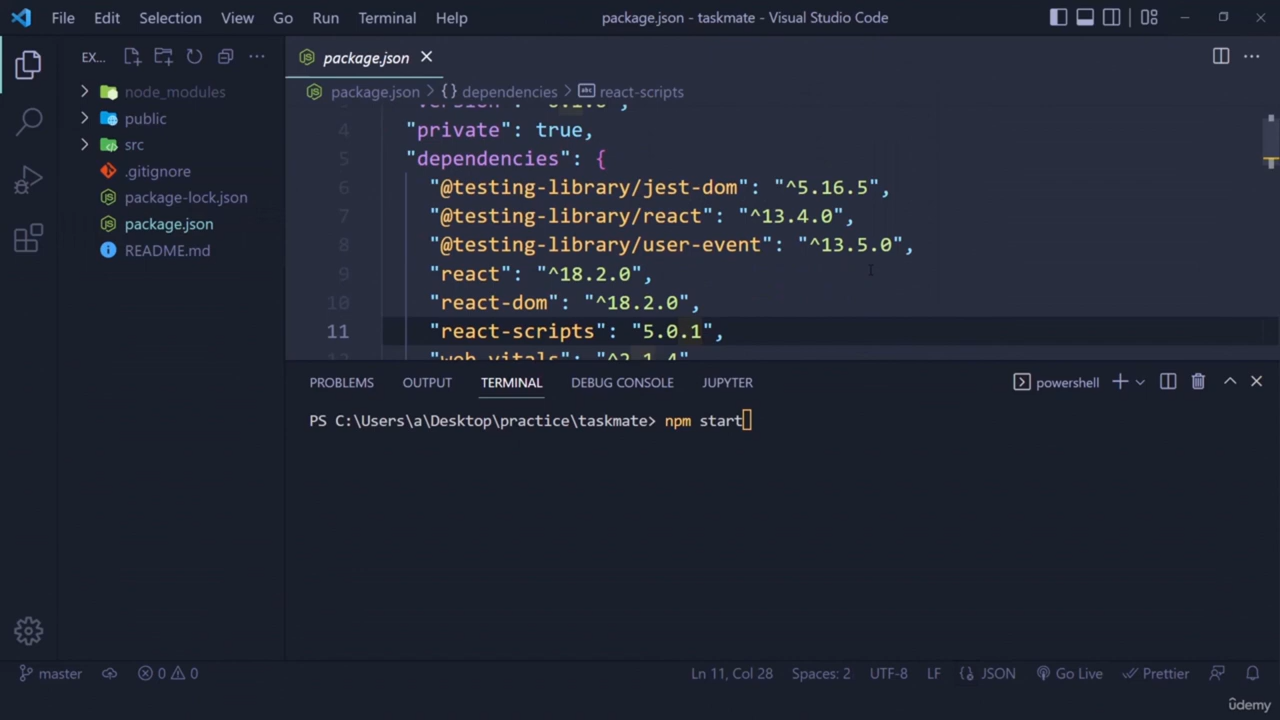 File Edit Selection View Go Run Terminal Help package.json - taskmate - Visual Studio Code
EX... package.json
package.json > {} dependencies > react-scripts
node_modules
public
src
.gitignore
package-lock.json
package.json
README.md
4 "private": true,
5 "dependencies": {
6 "@testing-library/jest-dom": "^5.16.5",
7 "@testing-library/react": "^13.4.0",
8 "@testing-library/user-event": "^13.5.0",
9 "react": "^18.2.0",
10 "react-dom": "^18.2.0",
11 "react-scripts": "5.0.1",
PROBLEMS OUTPUT TERMINAL DEBUG CONSOLE JUPYTER powershell
PS C:\Users\a\Desktop\practice\taskmate> npm start
master 0 0 Ln 11, Col 28 Spaces: 2 UTF-8 LF {} JSON Go Live Prettier
ûdemy